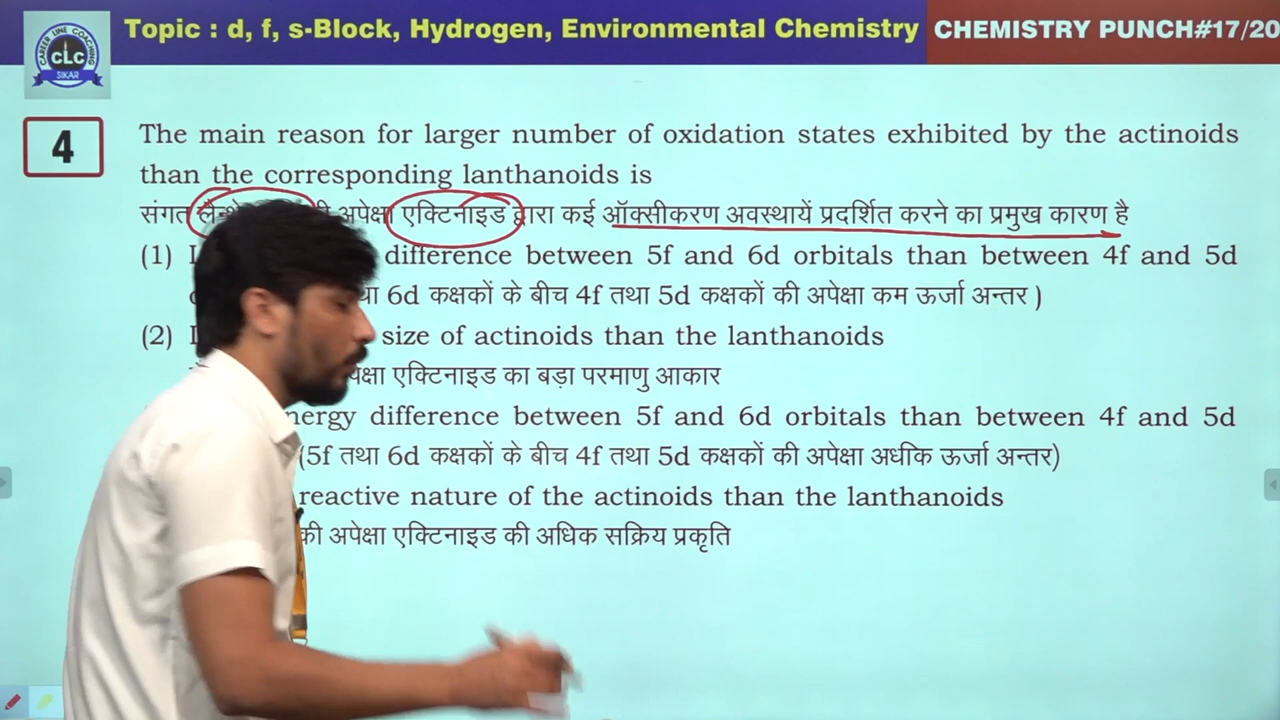 Topic : d, f, s-Block, Hydrogen, Environmental Chemistry
CHEMISTRY PUNCH#17/20
CAREER LINE COACHING
CLC
SIKAR
4
The main reason for larger number of oxidation states exhibited by the actinoids
than the corresponding lanthanoids is
संगत अपेक्षा एक्टिनाइड द्वारा कई ऑक्सीकरण अवस्थायें प्रदर्शित करने का प्रमुख कारण है
(1) difference between 5f and 6d orbitals than between 4f and 5d
6d कक्षकों के बीच 4f तथा 5d कक्षकों की अपेक्षा कम ऊर्जा अन्तर )
(2) size of actinoids than the lanthanoids
एक्टिनाइड का बड़ा परमाणु आकार
difference between 5f and 6d orbitals than between 4f and 5d
(5f तथा 6d कक्षकों के बीच 4f तथा 5d कक्षकों की अपेक्षा अधीक ऊर्जा अन्तर)
reactive nature of the actinoids than the lanthanoids
की अपेक्षा एक्टिनाइड की अधिक सक्रिय प्रकृति